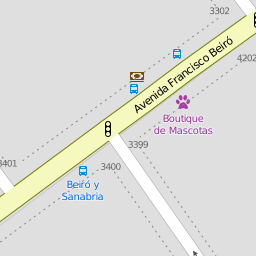 3302
Avenida Francisco Beiró
4202
Boutique
de Mascotas
3401
3400
3399
Beiró y
Sanabria